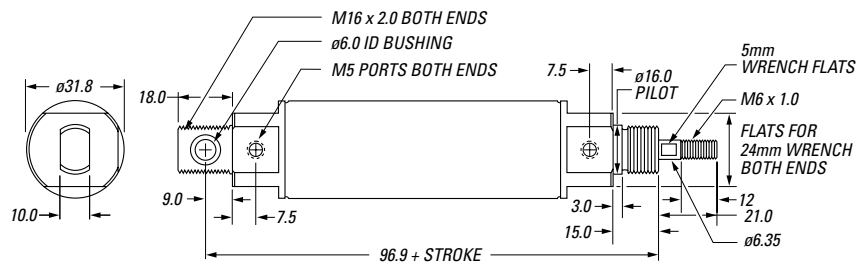 M16 x 2.0 BOTH ENDS
ø6.0 ID BUSHING
M5 PORTS BOTH ENDS
18.0
ø31.8
7.5
ø16.0
PILOT
5mm
WRENCH FLATS
M6 x 1.0
FLATS FOR
24mm WRENCH
BOTH ENDS
10.0
9.0
7.5
3.0
15.0
12
21.0
ø6.35
96.9 + STROKE